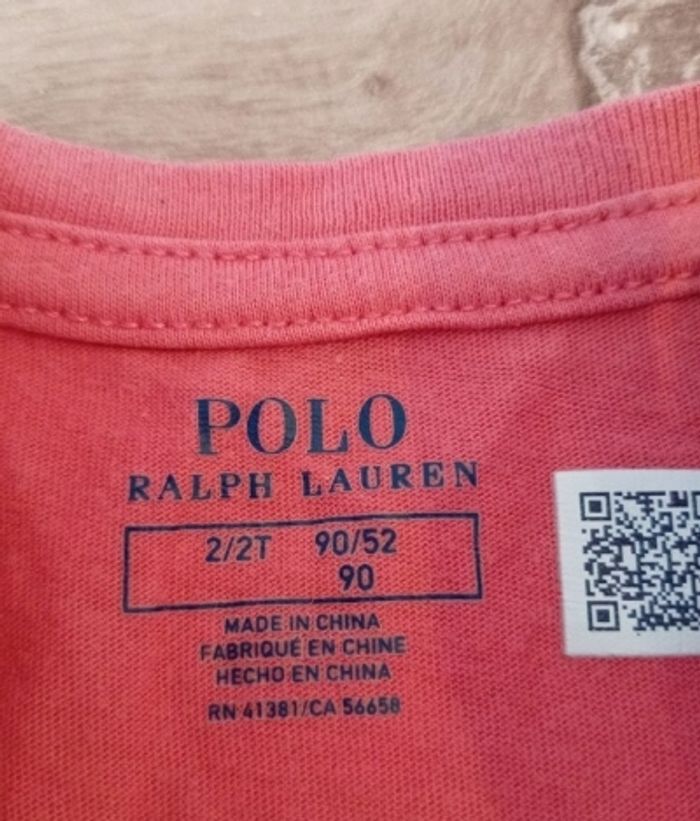 POLO
RALPH LAUREN
2/2T 90/52
90
MADE IN CHINA
FABRIQUÉ EN CHINE
HECHO EN CHINA
RN 41381/CA 56658